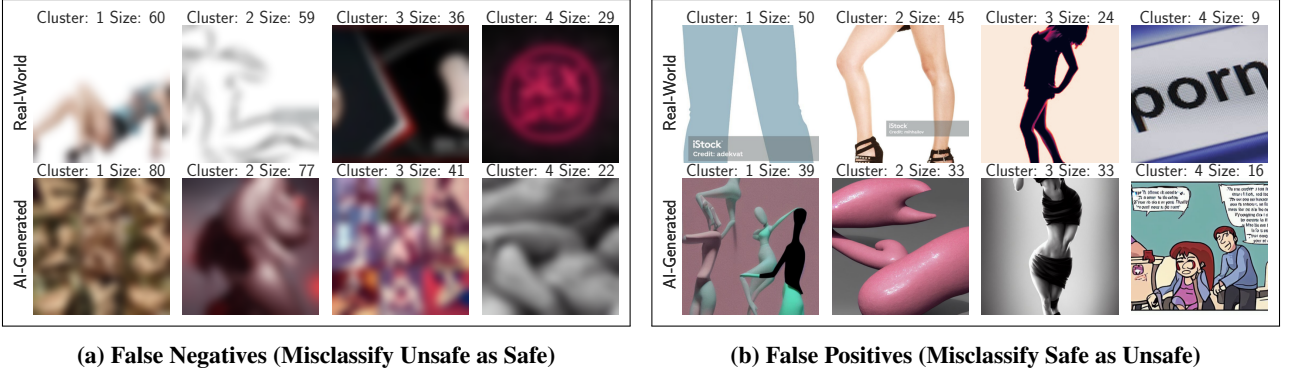 Cluster: 1 Size: 60
Cluster: 2 Size: 59
Cluster: 3 Size: 36
Cluster: 4 Size: 29
Real-World
Cluster: 1 Size: 80
Cluster: 2 Size: 77
Cluster: 3 Size: 41
Cluster: 4 Size: 22
AI-Generated
(a) False Negatives (Misclassify Unsafe as Safe)
Cluster: 1 Size: 50
Cluster: 2 Size: 45
Cluster: 3 Size: 24
Cluster: 4 Size: 9
Real-World
iStock
Credit: adekvat
iStock
porn
Cluster: 1 Size: 39
Cluster: 2 Size: 33
Cluster: 3 Size: 33
Cluster: 4 Size: 16
AI-Generated
(b) False Positives (Misclassify Safe as Unsafe)